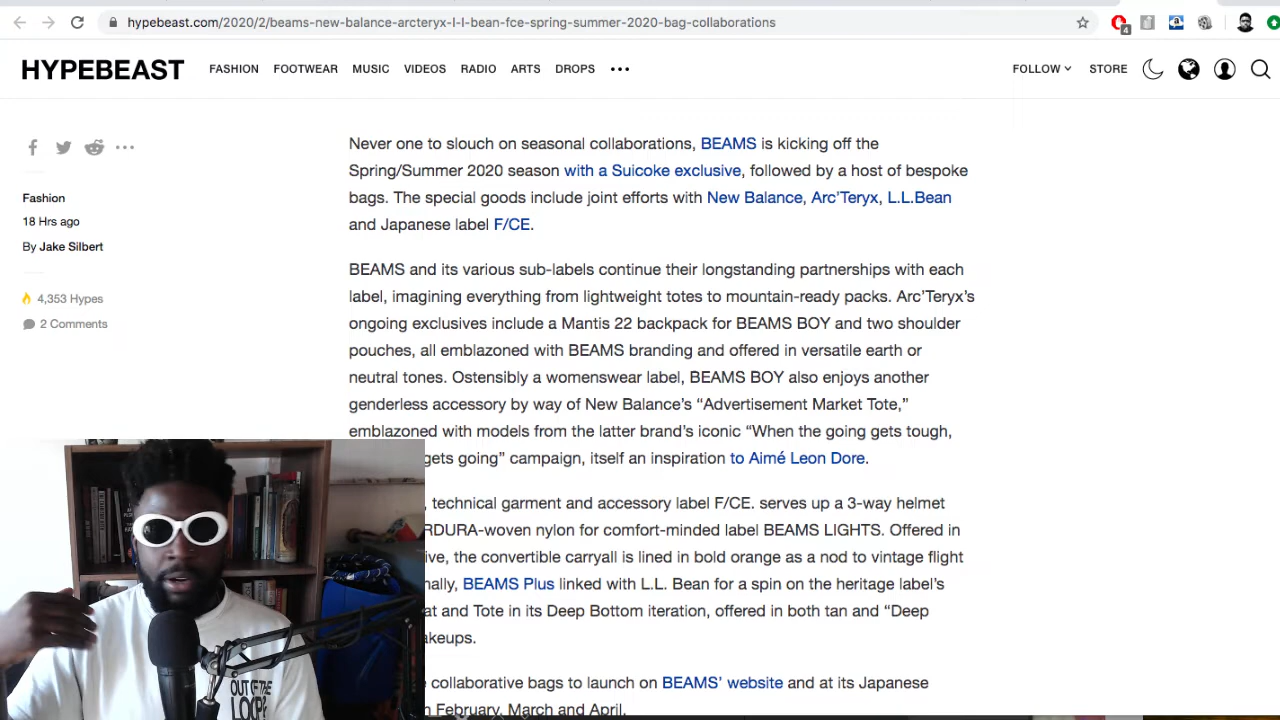 hypebeast.com/2020/2/beams-new-balance-arcteryx-l-l-bean-fce-spring-summer-2020-bag-collaborations
4
HYPEBEAST FASHION FOOTWEAR MUSIC VIDEOS RADIO ARTS DROPS ••• FOLLOW STORE
Fashion
18 Hrs ago
By Jake Silbert
4,353 Hypes
2 Comments
Never one to slouch on seasonal collaborations, BEAMS is kicking off the
Spring/Summer 2020 season with a Suicoke exclusive, followed by a host of bespoke
bags. The special goods include joint efforts with New Balance, Arc’Teryx, L.L.Bean
and Japanese label F/CE.
BEAMS and its various sub-labels continue their longstanding partnerships with each
label, imagining everything from lightweight totes to mountain-ready packs. Arc’Teryx’s
ongoing exclusives include a Mantis 22 backpack for BEAMS BOY and two shoulder
pouches, all emblazoned with BEAMS branding and offered in versatile earth or
neutral tones. Ostensibly a womenswear label, BEAMS BOY also enjoys another
genderless accessory by way of New Balance’s “Advertisement Market Tote,”
emblazoned with models from the latter brand’s iconic “When the going gets tough,
gets going” campaign, itself an inspiration to Aimé Leon Dore.
, technical garment and accessory label F/CE. serves up a 3-way helmet
RDURA-woven nylon for comfort-minded label BEAMS LIGHTS. Offered in
ive, the convertible carryall is lined in bold orange as a nod to vintage flight
nally, BEAMS Plus linked with L.L. Bean for a spin on the heritage label’s
at and Tote in its Deep Bottom iteration, offered in both tan and “Deep
akeups.
collaborative bags to launch on BEAMS’ website and at its Japanese
n February, March and April.
OUT OF THE
LOOP?